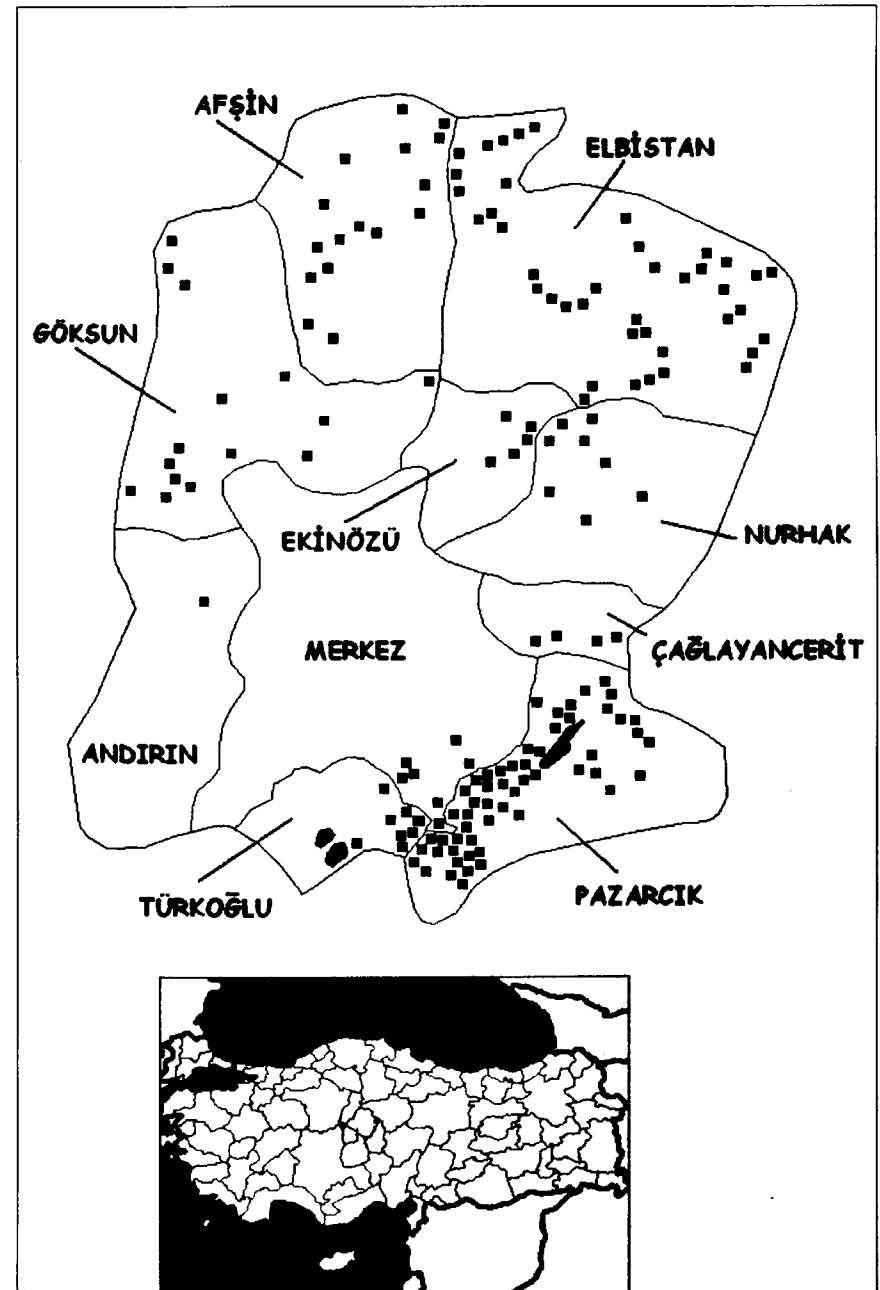 AFŞİN
ELBİSTAN
GÖKSUN
EKİNÖZÜ
NURHAK
MERKEZ
ÇAĞLAYANCERİT
ANDIRIN
TÜRKOĞLU
PAZARCIK